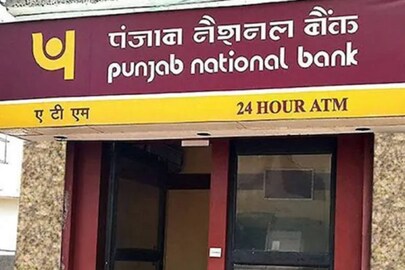 पंजाब नैशनल बैंक
punjab national bank
ए टी एम 24 HOUR ATM